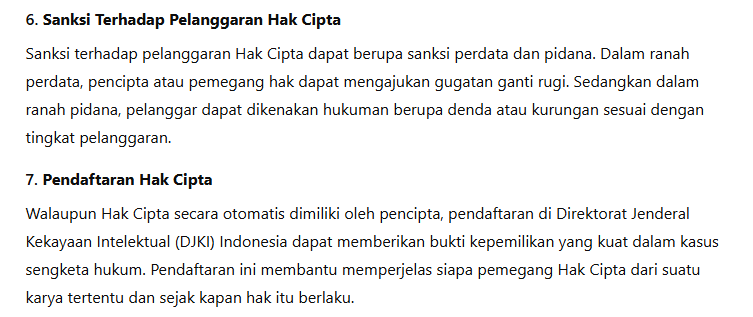 6. Sanksi Terhadap Pelanggaran Hak Cipta
Sanksi terhadap pelanggaran Hak Cipta dapat berupa sanksi perdata dan pidana. Dalam ranah
perdata, pencipta atau pemegang hak dapat mengajukan gugatan ganti rugi. Sedangkan dalam
ranah pidana, pelanggar dapat dikenakan hukuman berupa denda atau kurungan sesuai dengan
tingkat pelanggaran.
7. Pendaftaran Hak Cipta
Walaupun Hak Cipta secara otomatis dimiliki oleh pencipta, pendaftaran di Direktorat Jenderal
Kekayaan Intelektual (DJKI) Indonesia dapat memberikan bukti kepemilikan yang kuat dalam kasus
sengketa hukum. Pendaftaran ini membantu memperjelas siapa pemegang Hak Cipta dari suatu
karya tertentu dan sejak kapan hak itu berlaku.